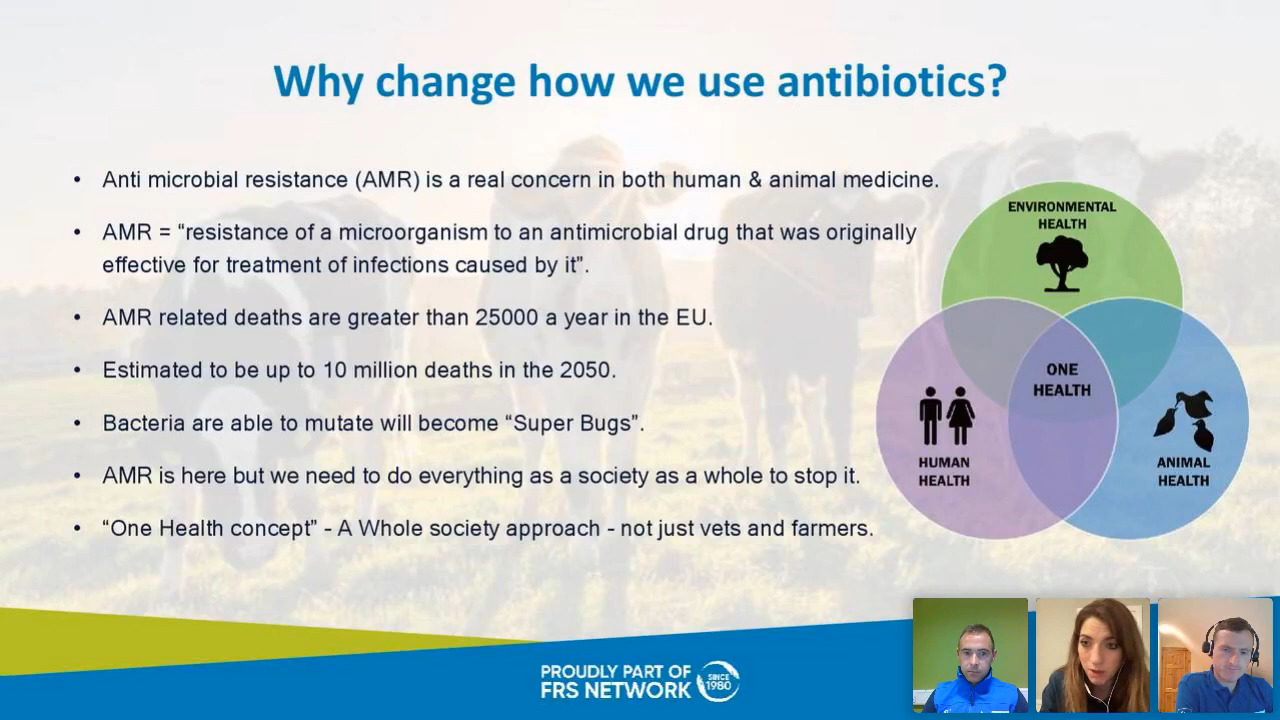 Why change how we use antibiotics?
• Anti microbial resistance (AMR) is a real concern in both human & animal medicine.
• AMR = “resistance of a microorganism to an antimicrobial drug that was originally
effective for treatment of infections caused by it”.
• AMR related deaths are greater than 25000 a year in the EU.
• Estimated to be up to 10 million deaths in the 2050.
• Bacteria are able to mutate will become “Super Bugs”.
• AMR is here but we need to do everything as a society as a whole to stop it.
• “One Health concept” - A Whole society approach - not just vets and farmers.
ENVIRONMENTAL
HEALTH
ONE
HEALTH
HUMAN
HEALTH
ANIMAL
HEALTH
PROUDLY PART OF
FRS NETWORK
SINCE
1980